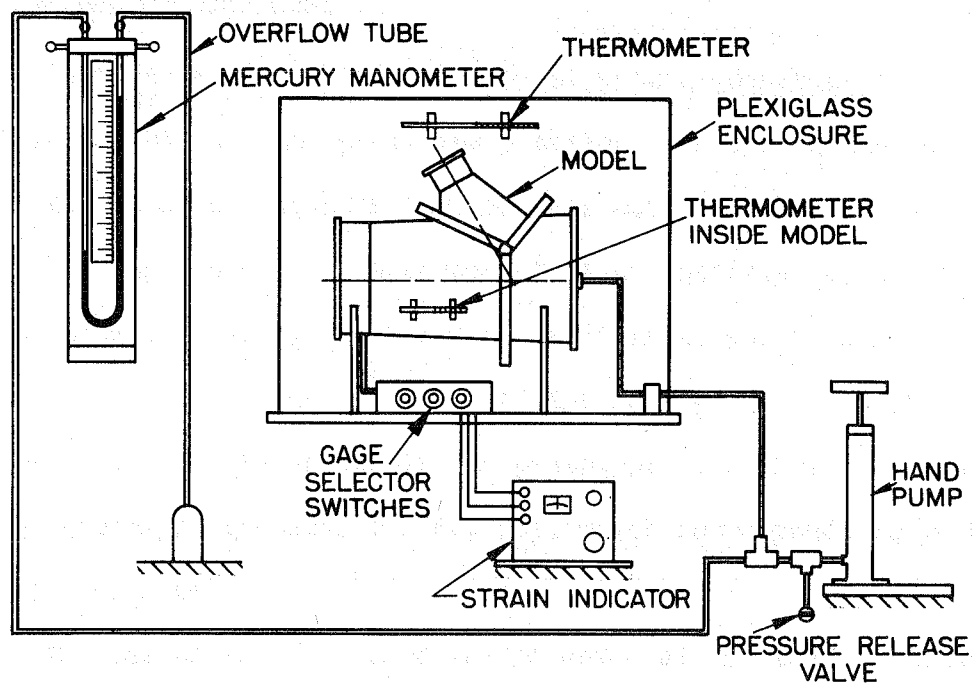 OVERFLOW TUBE
MERCURY MANOMETER
THERMOMETER
PLEXIGLASS
ENCLOSURE
MODEL
THERMOMETER
INSIDE MODEL
GAGE
SELECTOR
SWITCHES
HAND
PUMP
STRAIN INDICATOR
PRESSURE RELEASE
VALVE